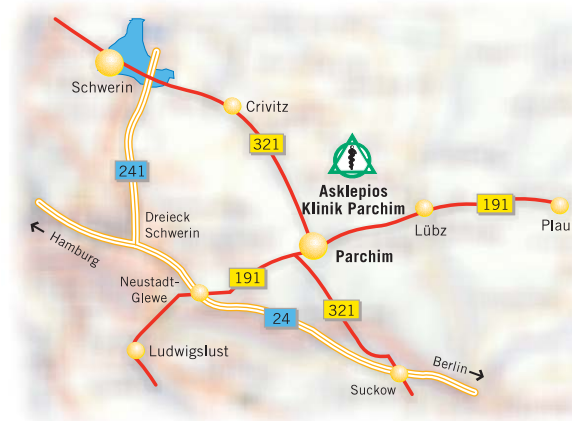 Schwerin
Crivitz
321
241
Asklepios
Klinik Parchim
191
Lübz
Plau
Dreieck
Schwerin
← Hamburg
Parchim
Neustadt-
Glewe
191
24
321
Ludwigslust
Berlin →
Suckow